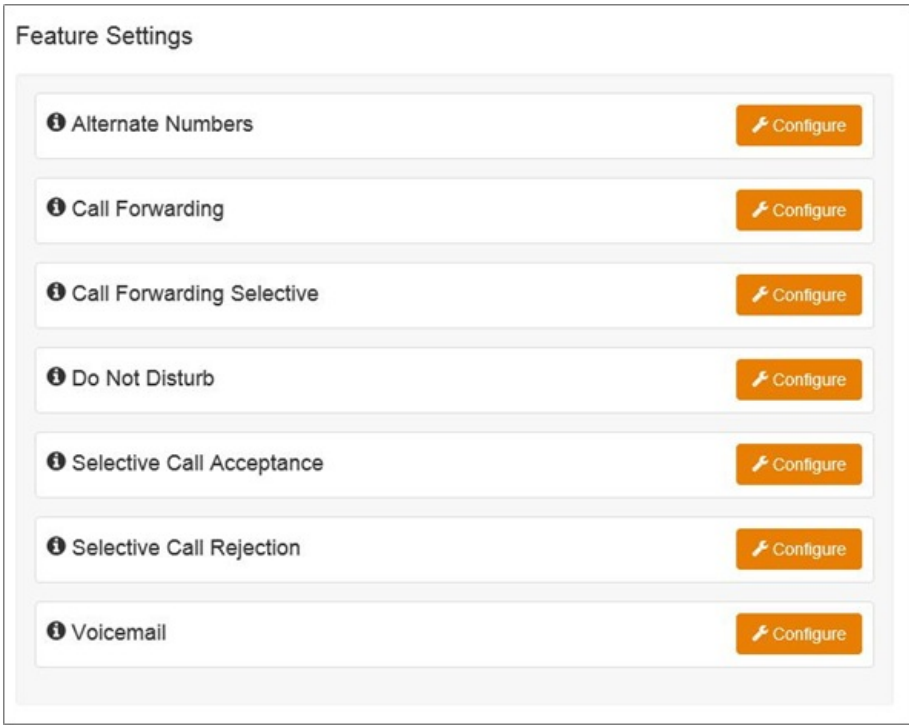 Feature Settings
Alternate Numbers
Configure
Call Forwarding
Configure
Call Forwarding Selective
Configure
Do Not Disturb
Configure
Selective Call Acceptance
Configure
Selective Call Rejection
Configure
Voicemail
Configure